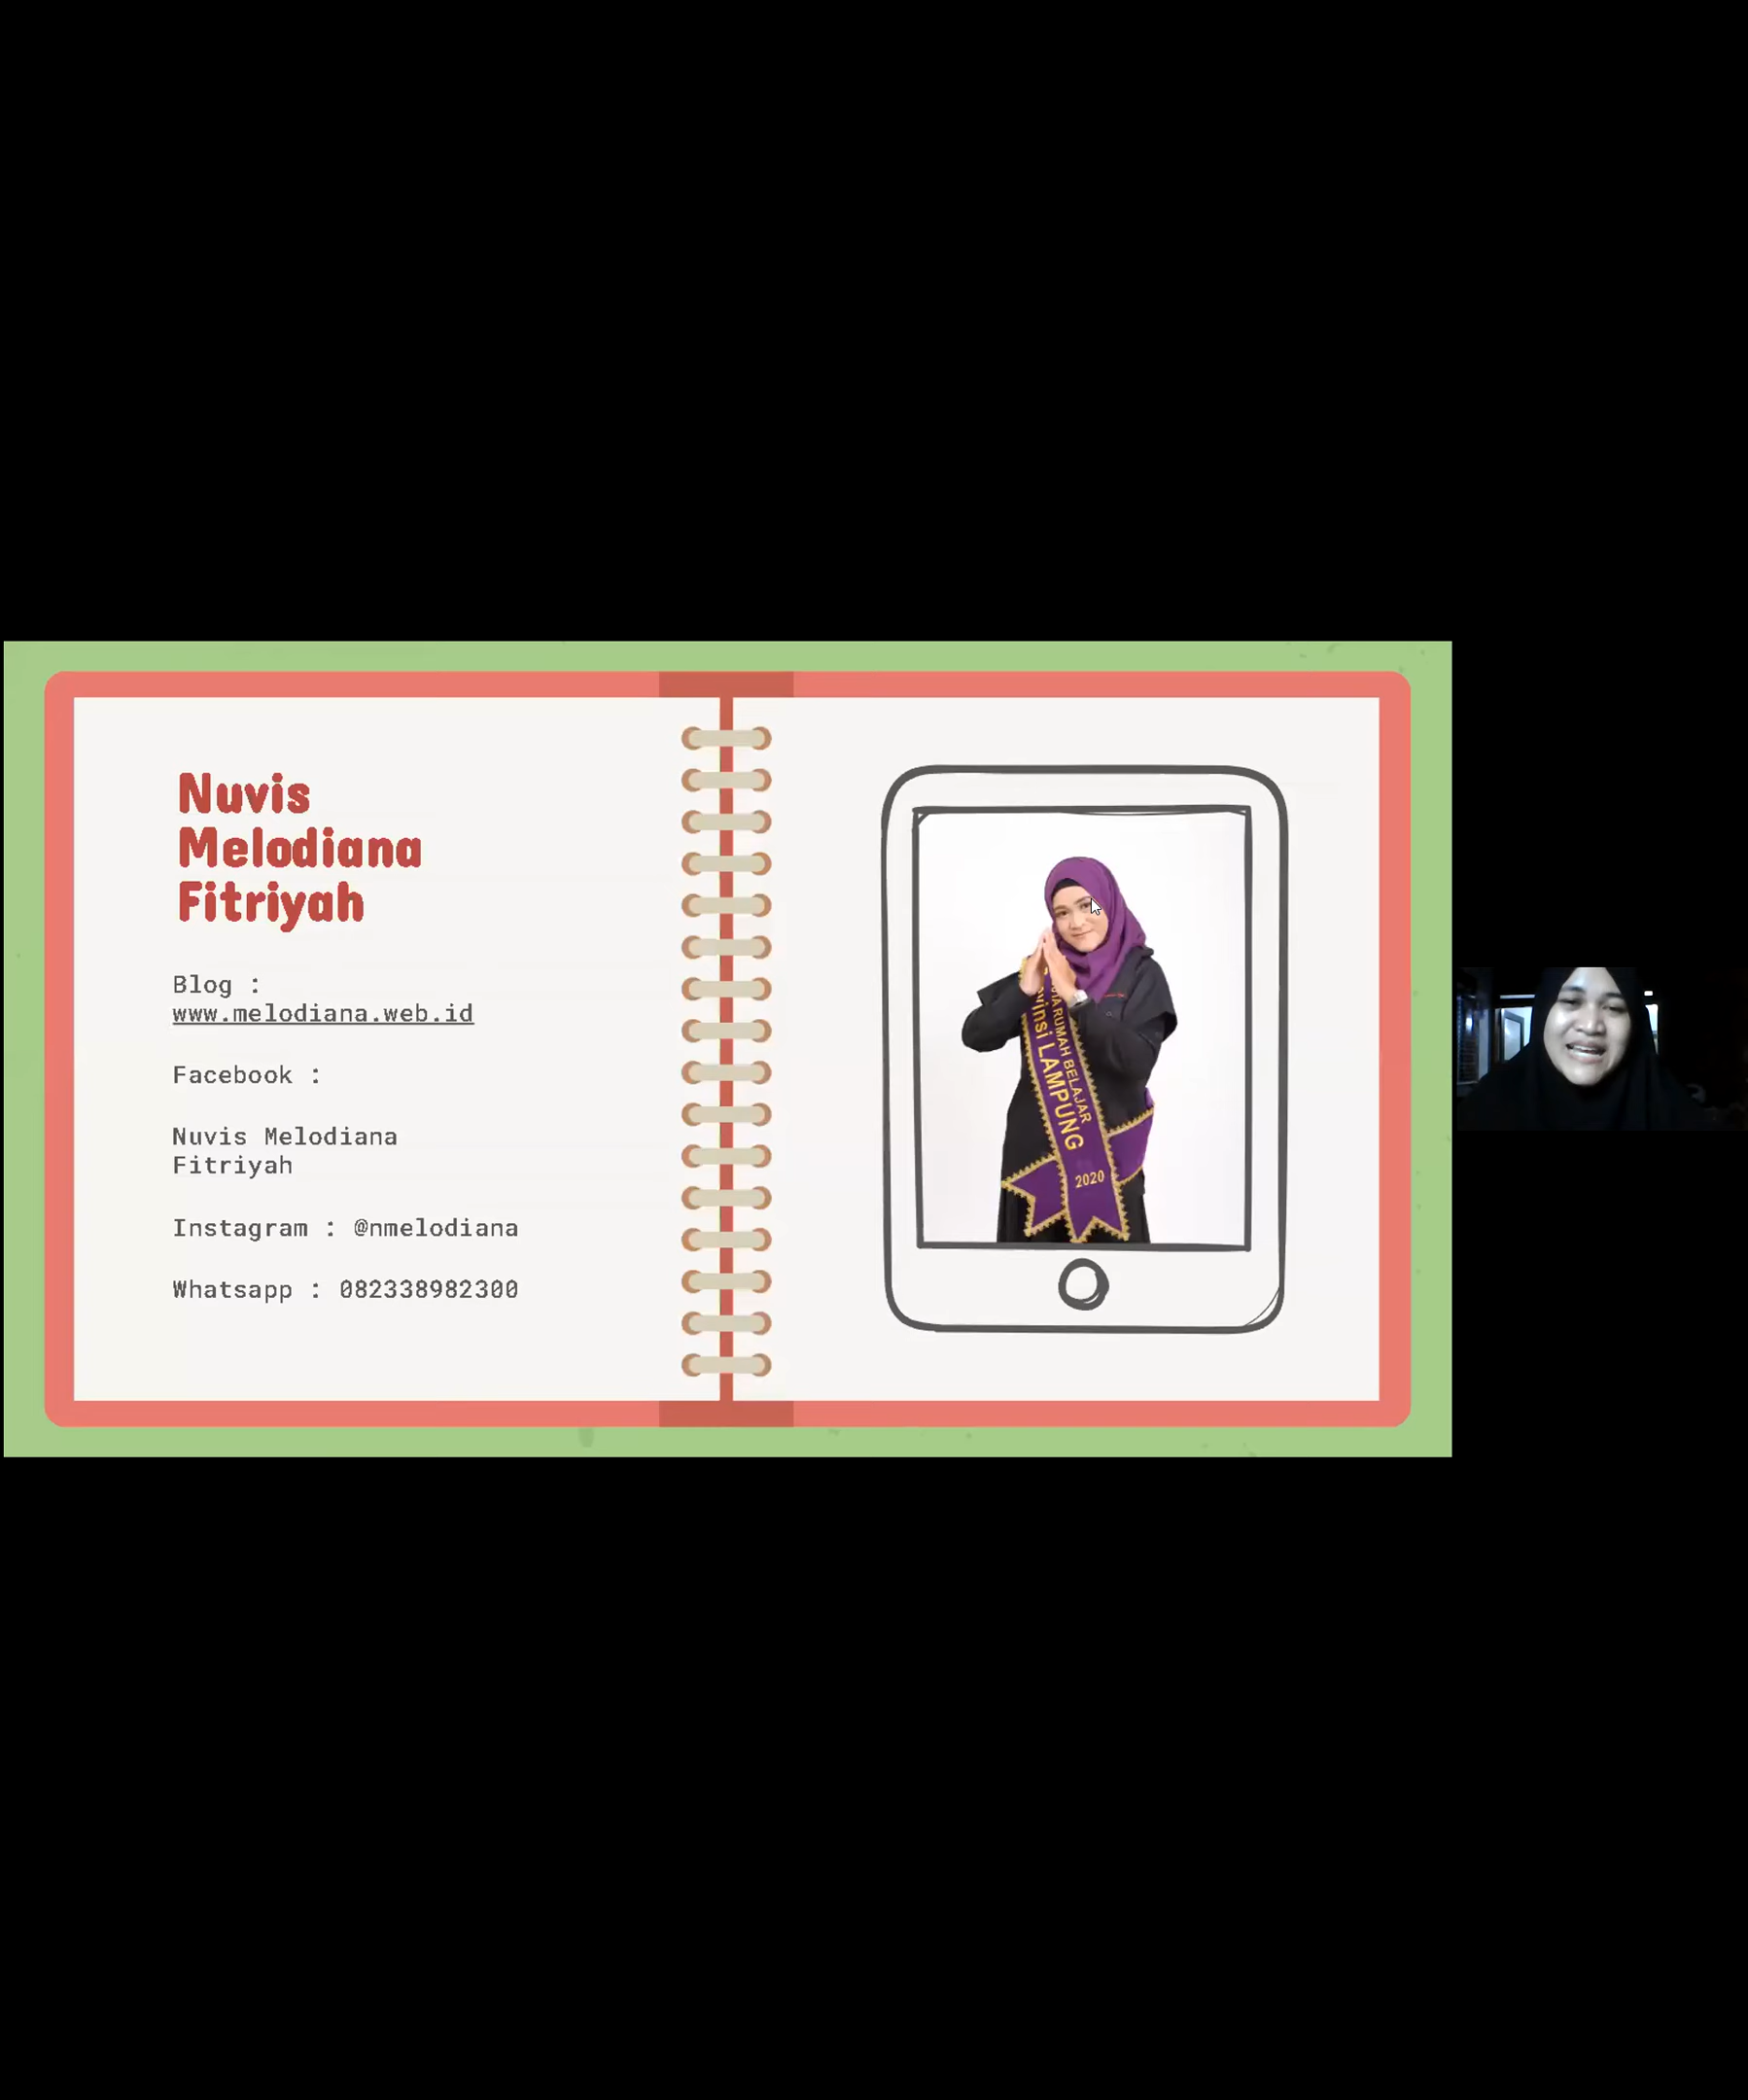 Nuvis
Melodiana
Fitriyah
Blog :
www.melodiana.web.id
Facebook :
Nuvis Melodiana
Fitriyah
Instagram : @nmelodiana
Whatsapp : 082338982300
RUMAH BELAJAR
LAMPUNG
2020